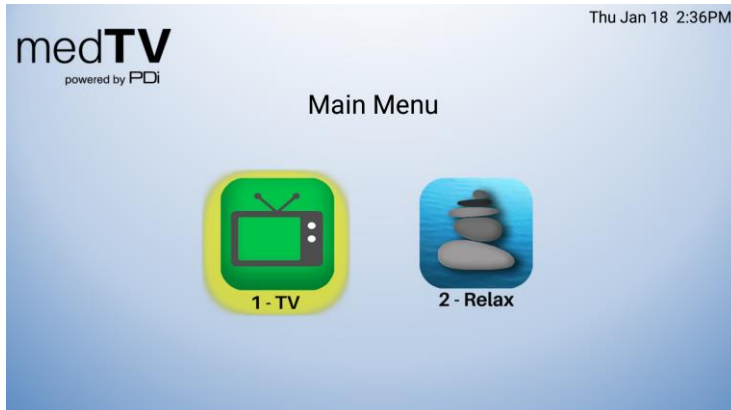 Thu Jan 18 2:36PM
medTV
powered by PDi
Main Menu
1 - TV
2 - Relax